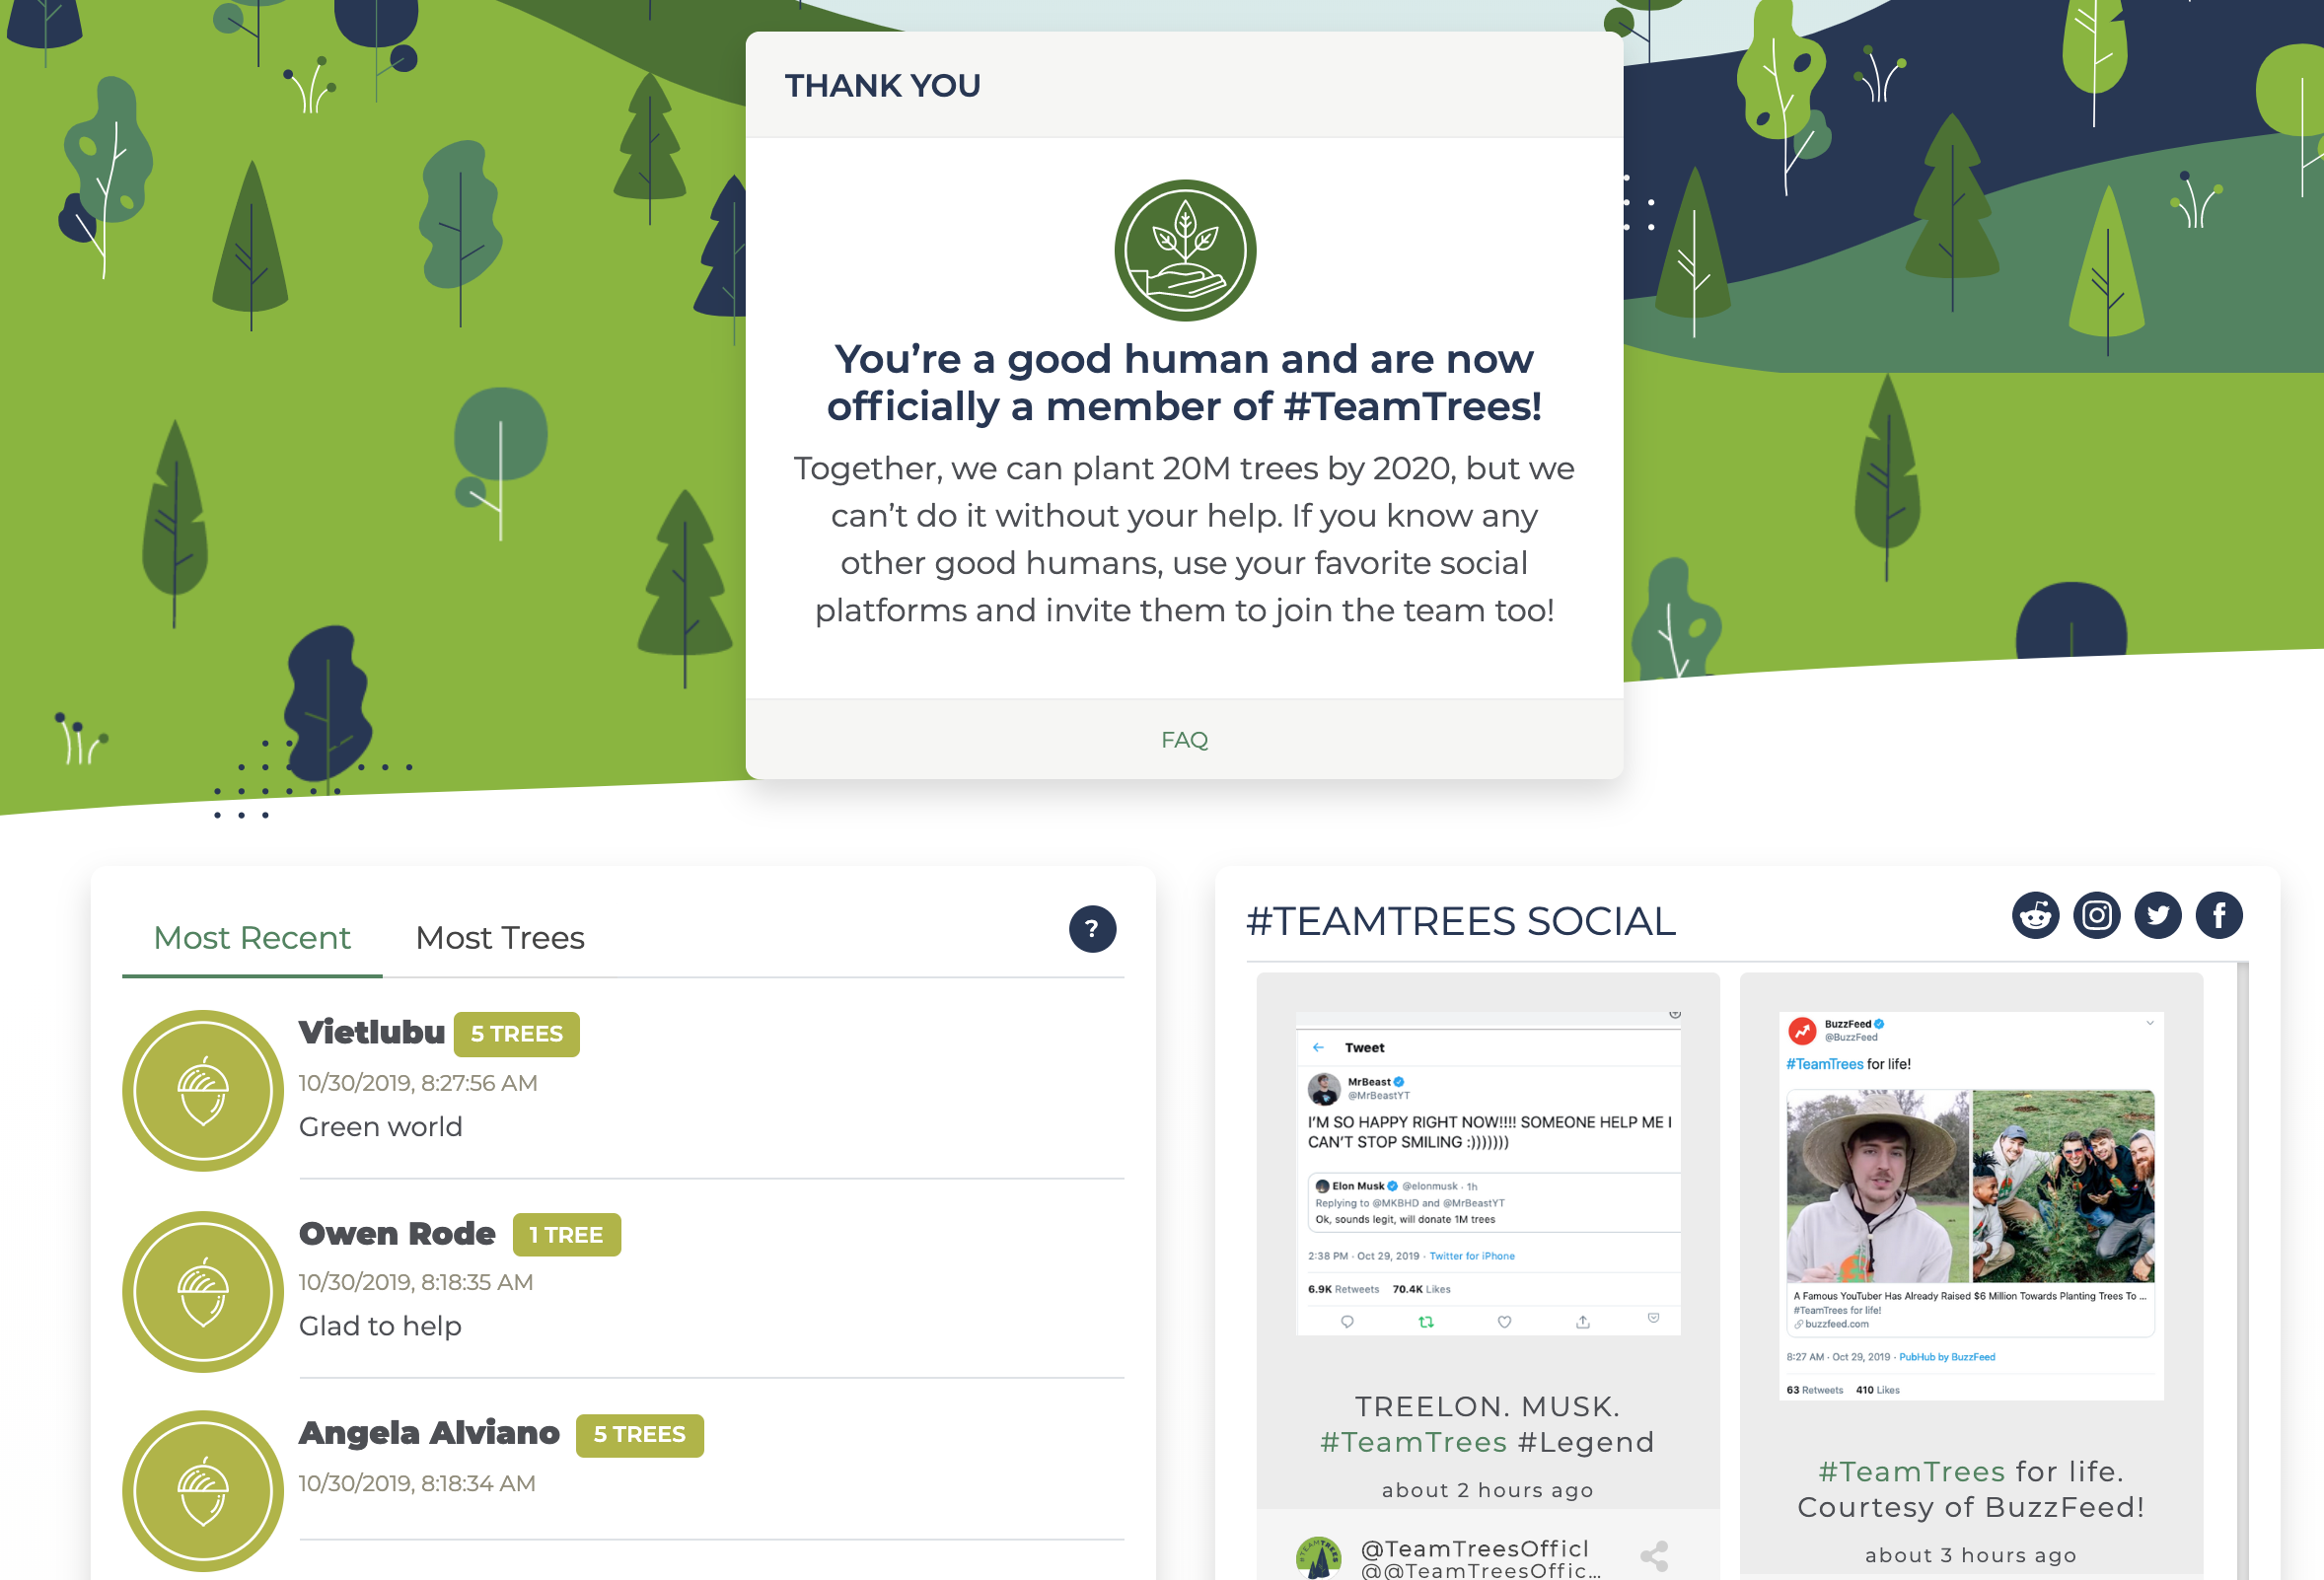 THANK YOU
You’re a good human and are now
officially a member of #TeamTrees!
Together, we can plant 20M trees by 2020, but we
can’t do it without your help. If you know any
other good humans, use your favorite social
platforms and invite them to join the team too!
FAQ
Most Recent
Most Trees
?
Vietlubu 5 TREES
10/30/2019, 8:27:56 AM
Green world
Owen Rode 1 TREE
10/30/2019, 8:18:35 AM
Glad to help
Angela Alviano 5 TREES
10/30/2019, 8:18:34 AM
#TEAMTREES SOCIAL
Tweet
MrBeast
@MrBeastYT
I'M SO HAPPY RIGHT NOW!!!! SOMEONE HELP ME I
CAN'T STOP SMILING :)))))))
Elon Musk @elonmusk · 1h
Replying to @MKBHD and @MrBeastYT
Ok, sounds legit, will donate 1M trees
2:38 PM · Oct 29, 2019 · Twitter for iPhone
6.9K Retweets 70.4K Likes
TREELON. MUSK.
#TeamTrees #Legend
about 2 hours ago
@TeamTreesOfficl
@@TeamTreesOffic...
BuzzFeed
@BuzzFeed
#TeamTrees for life!
A Famous YouTuber Has Already Raised $6 Million Towards Planting Trees To ...
#TeamTrees for life!
buzzfeed.com
8:27 AM · Oct 29, 2019 · PubHub by BuzzFeed
63 Retweets 410 Likes
#TeamTrees for life.
Courtesy of BuzzFeed!
about 3 hours ago